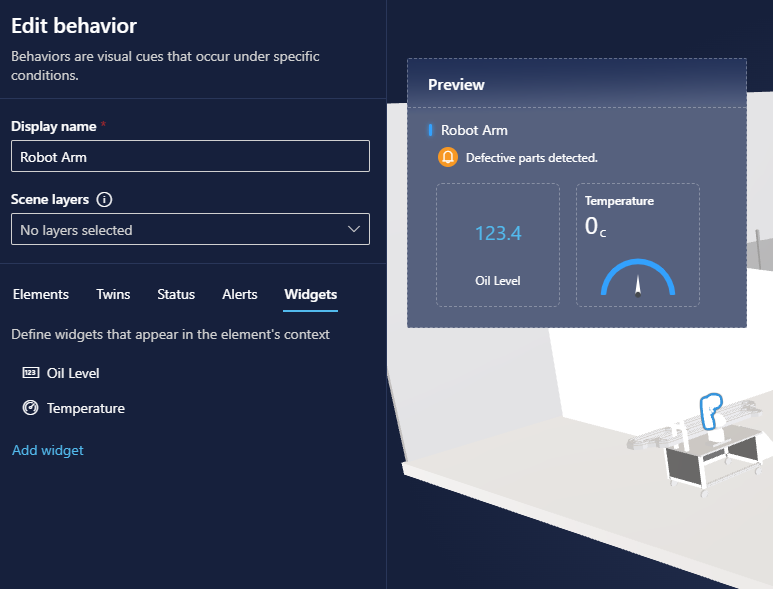 Edit behavior
Behaviors are visual cues that occur under specific
conditions.
Display name *
Robot Arm
Scene layers
No layers selected
Elements Twins Status Alerts Widgets
Define widgets that appear in the element's context
123 Oil Level
Temperature
Add widget
Preview
Robot Arm
Defective parts detected.
123.4
Oil Level
Temperature
0 c